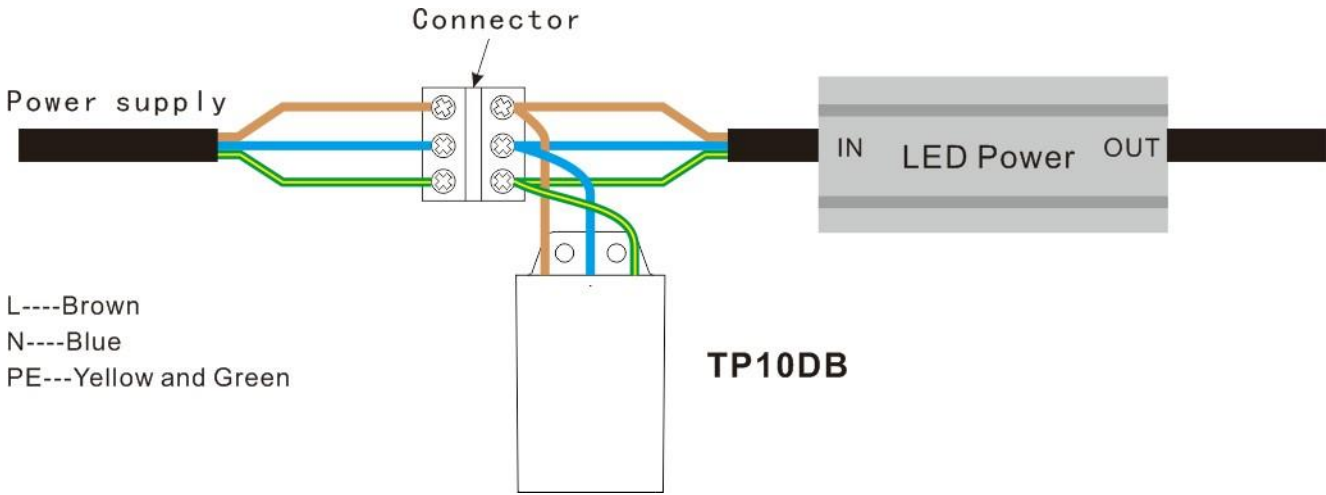 Connector
Power supply
IN
LED Power
OUT
L----Brown
N----Blue
PE---Yellow and Green
TP10DB